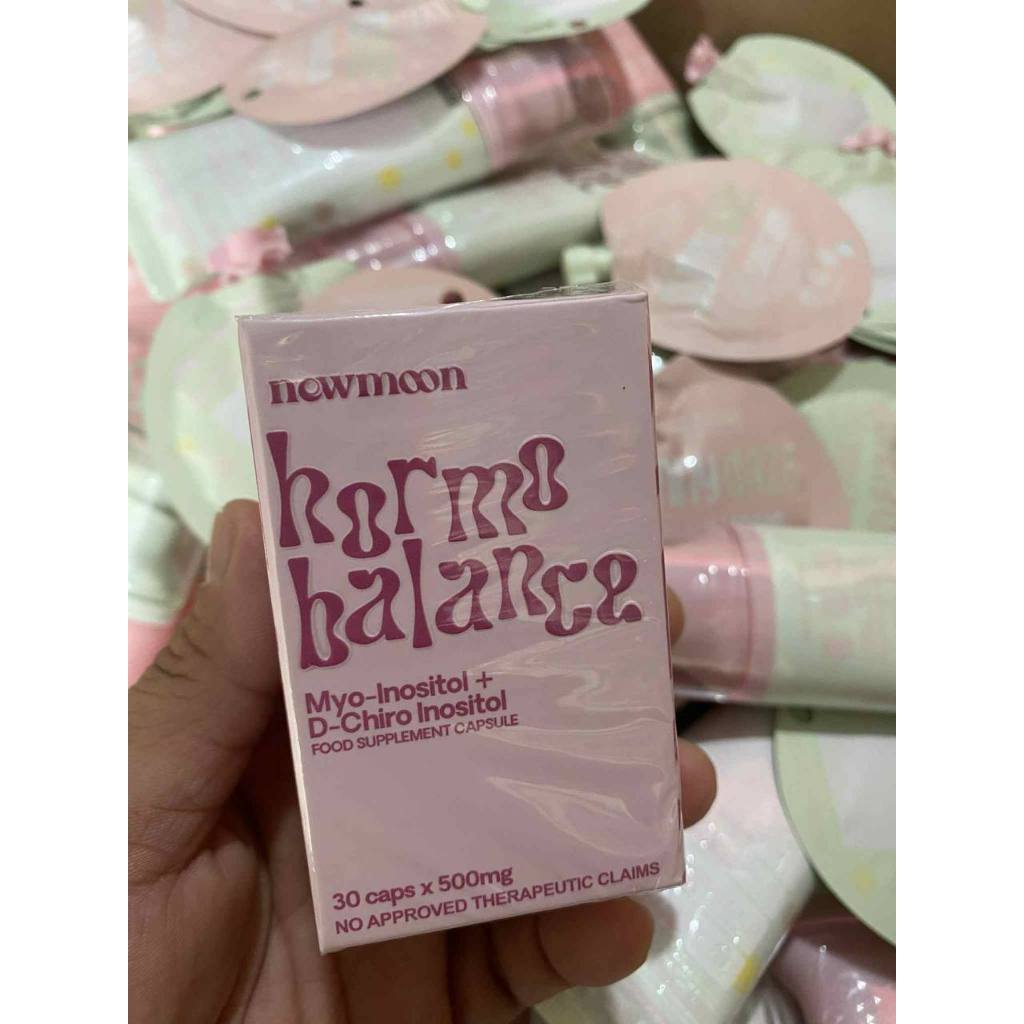 newmoon
hormo
balance
Myo-Inositol +
D-Chiro Inositol
FOOD SUPPLEMENT CAPSULE
30 caps x 500mg
NO APPROVED THERAPEUTIC CLAIMS